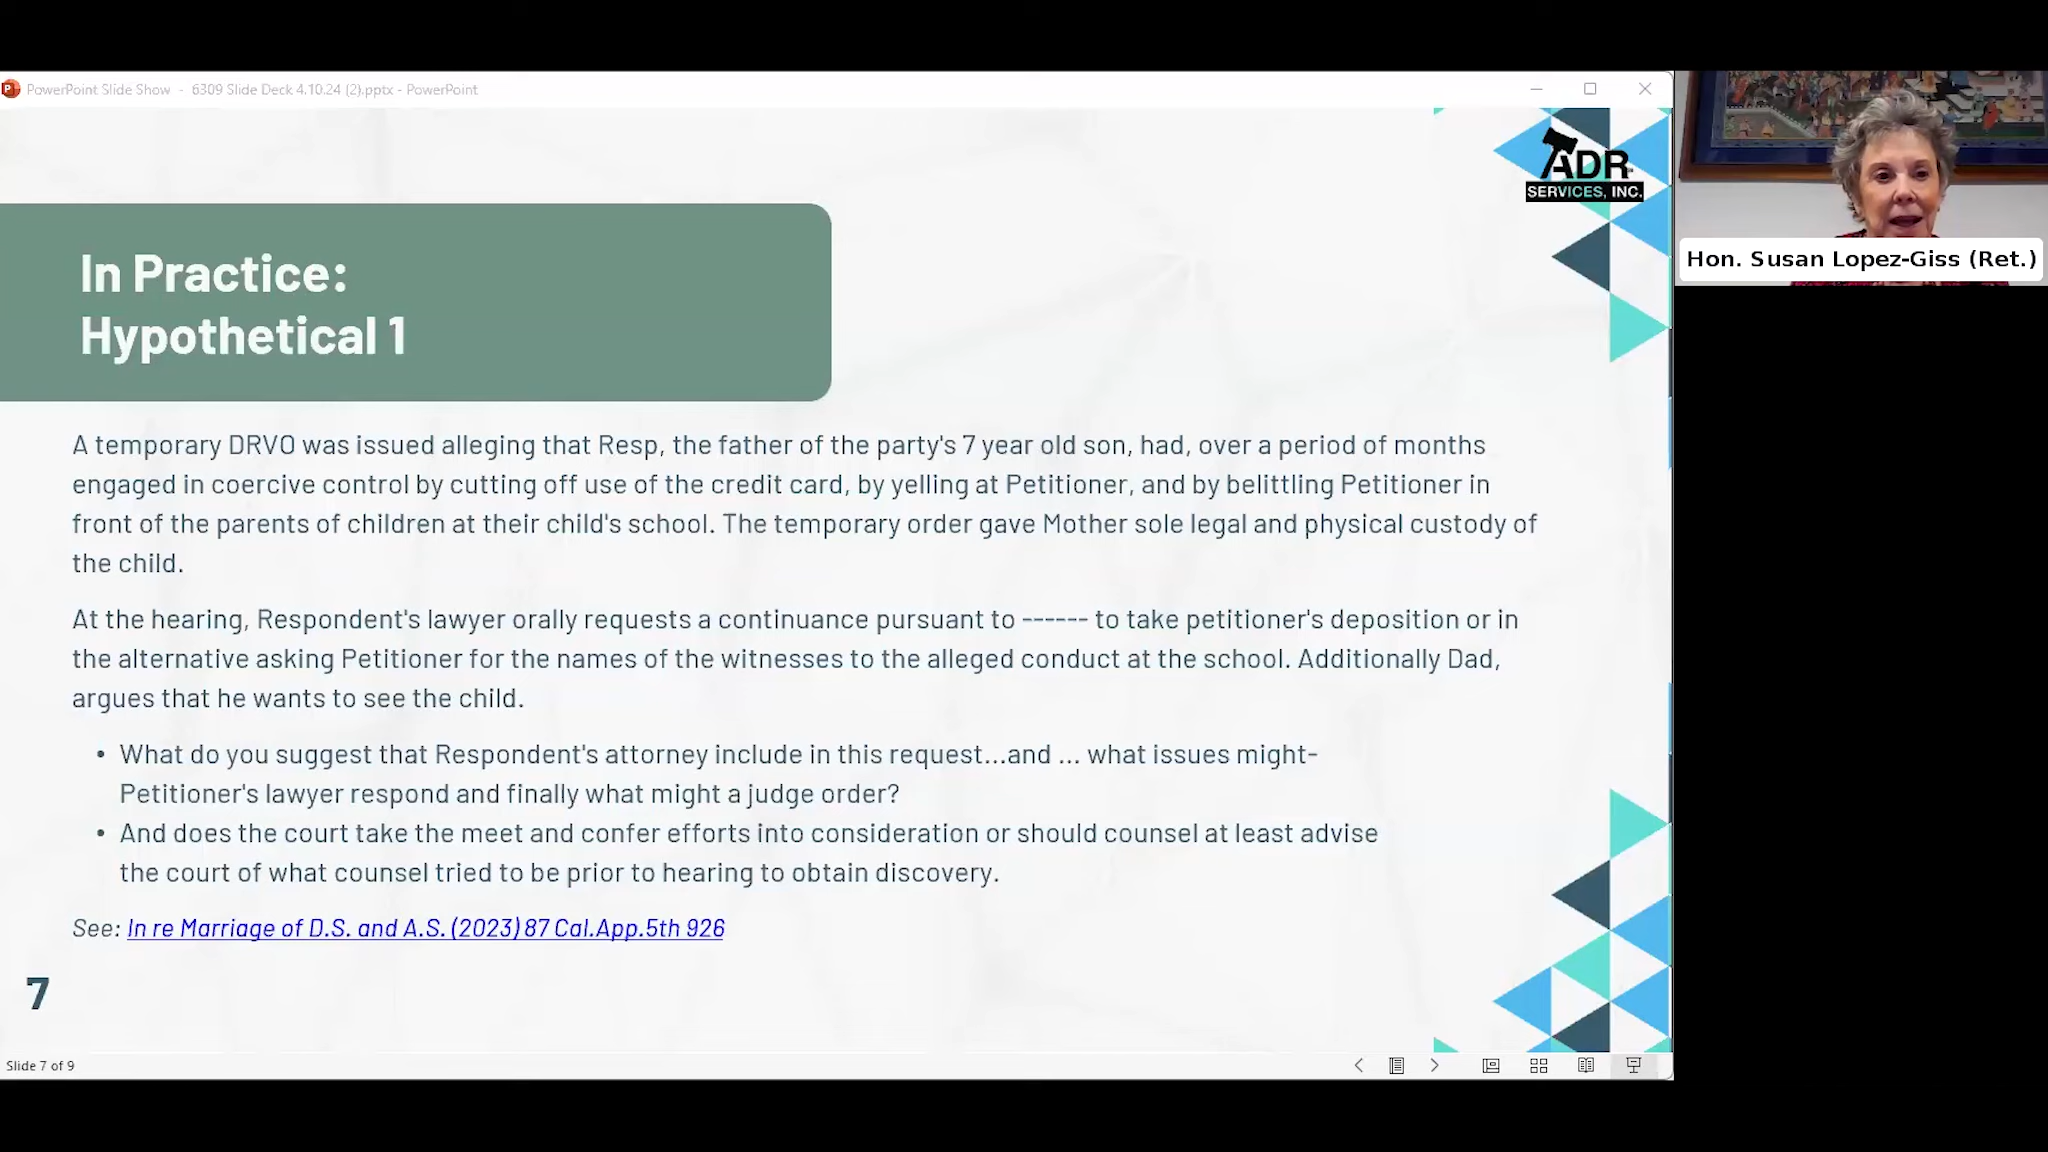 PowerPoint Slide Show - 6309 Slide Deck 4.10.24 (2).pptx - PowerPoint
ADR
SERVICES, INC.
Hon. Susan Lopez-Giss (Ret.)
In Practice:
Hypothetical 1
A temporary DRVO was issued alleging that Resp, the father of the party's 7 year old son, had, over a period of months
engaged in coercive control by cutting off use of the credit card, by yelling at Petitioner, and by belittling Petitioner in
front of the parents of children at their child's school. The temporary order gave Mother sole legal and physical custody of
the child.
At the hearing, Respondent's lawyer orally requests a continuance pursuant to ------ to take petitioner's deposition or in
the alternative asking Petitioner for the names of the witnesses to the alleged conduct at the school. Additionally Dad,
argues that he wants to see the child.
• What do you suggest that Respondent's attorney include in this request...and ... what issues might-
Petitioner's lawyer respond and finally what might a judge order?
• And does the court take the meet and confer efforts into consideration or should counsel at least advise
the court of what counsel tried to be prior to hearing to obtain discovery.
See: In re Marriage of D.S. and A.S. (2023) 87 Cal.App.5th 926
7
Slide 7 of 9